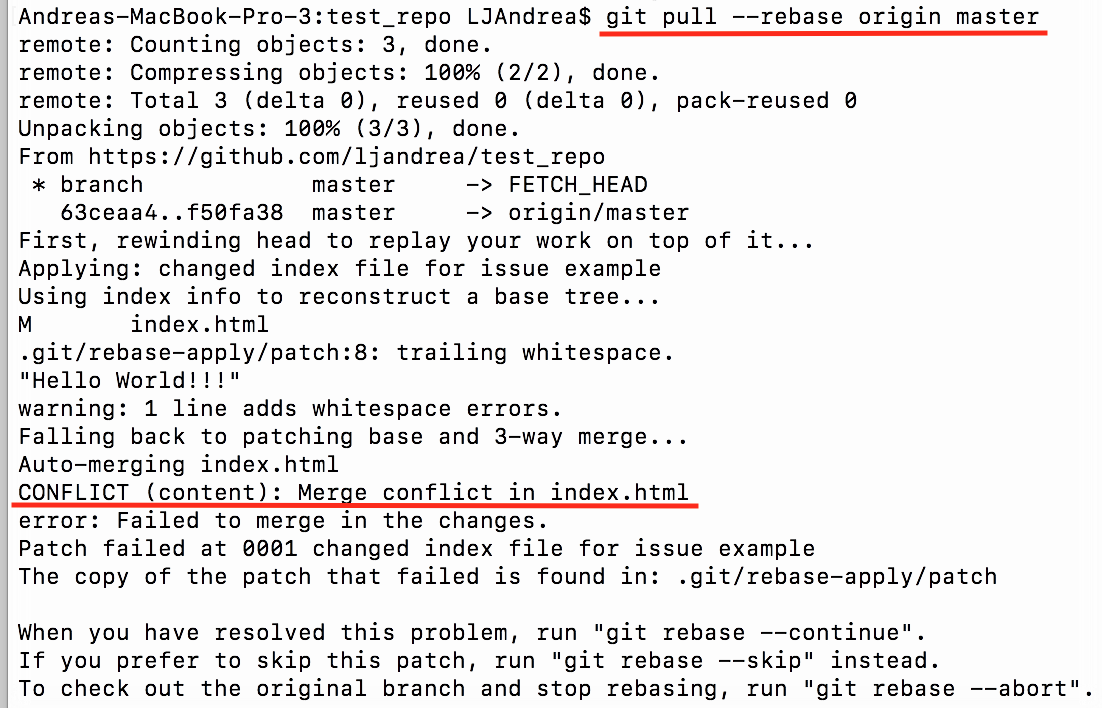 Andreas-MacBook-Pro-3:test_repo LJAndrea$ git pull --rebase origin master
remote: Counting objects: 3, done.
remote: Compressing objects: 100% (2/2), done.
remote: Total 3 (delta 0), reused 0 (delta 0), pack-reused 0
Unpacking objects: 100% (3/3), done.
From https://github.com/ljandrea/test_repo
 * branch            master     -> FETCH_HEAD
   63ceaa4..f50fa38  master     -> origin/master
First, rewinding head to replay your work on top of it...
Applying: changed index file for issue example
Using index info to reconstruct a base tree...
M       index.html
.git/rebase-apply/patch:8: trailing whitespace.
"Hello World!!!"
warning: 1 line adds whitespace errors.
Falling back to patching base and 3-way merge...
Auto-merging index.html
CONFLICT (content): Merge conflict in index.html
error: Failed to merge in the changes.
Patch failed at 0001 changed index file for issue example
The copy of the patch that failed is found in: .git/rebase-apply/patch

When you have resolved this problem, run "git rebase --continue".
If you prefer to skip this patch, run "git rebase --skip" instead.
To check out the original branch and stop rebasing, run "git rebase --abort".